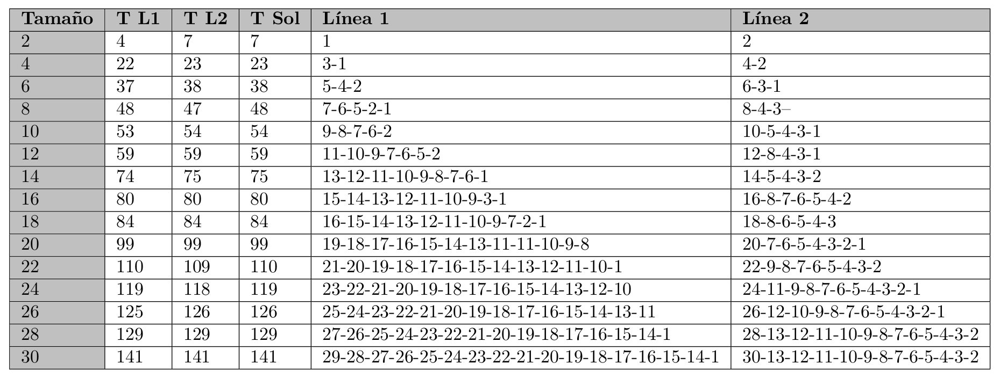 Tamaño T L1 T L2 T Sol Línea 1 Línea 2
2 4 7 7 1 2
4 22 23 23 3-1 4-2
6 37 38 38 5-4-2 6-3-1
8 48 47 48 7-6-5-2-1 8-4-3–
10 53 54 54 9-8-7-6-2 10-5-4-3-1
12 59 59 59 11-10-9-7-6-5-2 12-8-4-3-1
14 74 75 75 13-12-11-10-9-8-7-6-1 14-5-4-3-2
16 80 80 80 15-14-13-12-11-10-9-3-1 16-8-7-6-5-4-2
18 84 84 84 16-15-14-13-12-11-10-9-7-2-1 18-8-6-5-4-3
20 99 99 99 19-18-17-16-15-14-13-11-11-10-9-8 20-7-6-5-4-3-2-1
22 110 109 110 21-20-19-18-17-16-15-14-13-12-11-10-1 22-9-8-7-6-5-4-3-2
24 119 118 119 23-22-21-20-19-18-17-16-15-14-13-12-10 24-11-9-8-7-6-5-4-3-2-1
26 125 126 126 25-24-23-22-21-20-19-18-17-16-15-14-13-11 26-12-10-9-8-7-6-5-4-3-2-1
28 129 129 129 27-26-25-24-23-22-21-20-19-18-17-16-15-14-1 28-13-12-11-10-9-8-7-6-5-4-3-2
30 141 141 141 29-28-27-26-25-24-23-22-21-20-19-18-17-16-15-14-1 30-13-12-11-10-9-8-7-6-5-4-3-2